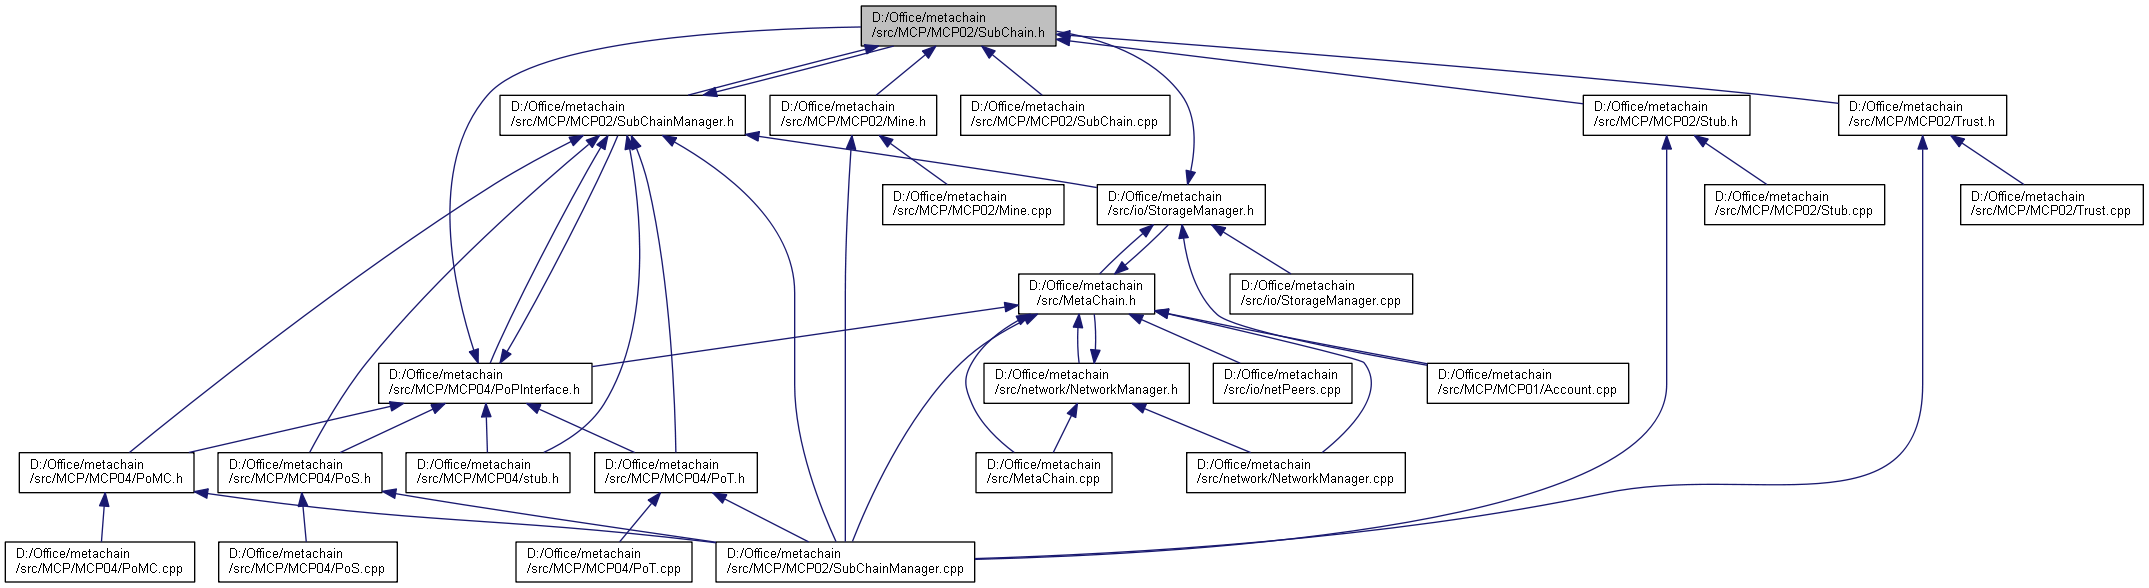 D:/Office/metachain
/src/MCP/MCP02/SubChain.h
D:/Office/metachain
/src/MCP/MCP02/SubChainManager.h
D:/Office/metachain
/src/MCP/MCP02/Mine.h
D:/Office/metachain
/src/MCP/MCP02/SubChain.cpp
D:/Office/metachain
/src/MCP/MCP02/Stub.h
D:/Office/metachain
/src/MCP/MCP02/Trust.h
D:/Office/metachain
/src/MCP/MCP02/Mine.cpp
D:/Office/metachain
/src/io/StorageManager.h
D:/Office/metachain
/src/MCP/MCP02/Stub.cpp
D:/Office/metachain
/src/MCP/MCP02/Trust.cpp
D:/Office/metachain
/src/MetaChain.h
D:/Office/metachain
/src/io/StorageManager.cpp
D:/Office/metachain
/src/MCP/MCP04/PoPInterface.h
D:/Office/metachain
/src/network/NetworkManager.h
D:/Office/metachain
/src/io/netPeers.cpp
D:/Office/metachain
/src/MCP/MCP01/Account.cpp
D:/Office/metachain
/src/MCP/MCP04/PoMC.h
D:/Office/metachain
/src/MCP/MCP04/PoS.h
D:/Office/metachain
/src/MCP/MCP04/stub.h
D:/Office/metachain
/src/MCP/MCP04/PoT.h
D:/Office/metachain
/src/MetaChain.cpp
D:/Office/metachain
/src/network/NetworkManager.cpp
D:/Office/metachain
/src/MCP/MCP04/PoMC.cpp
D:/Office/metachain
/src/MCP/MCP04/PoS.cpp
D:/Office/metachain
/src/MCP/MCP04/PoT.cpp
D:/Office/metachain
/src/MCP/MCP02/SubChainManager.cpp